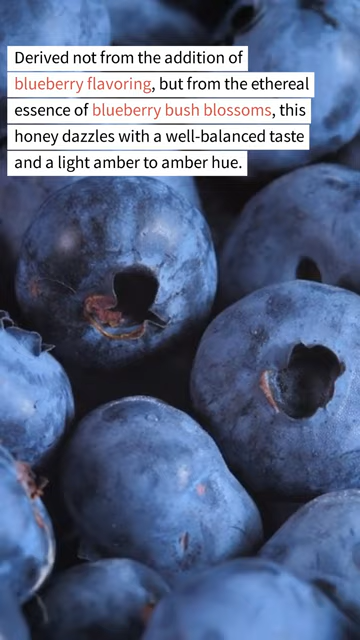 Derived not from the addition of
blueberry flavoring, but from the ethereal
essence of blueberry bush blossoms, this
honey dazzles with a well-balanced taste
and a light amber to amber hue.